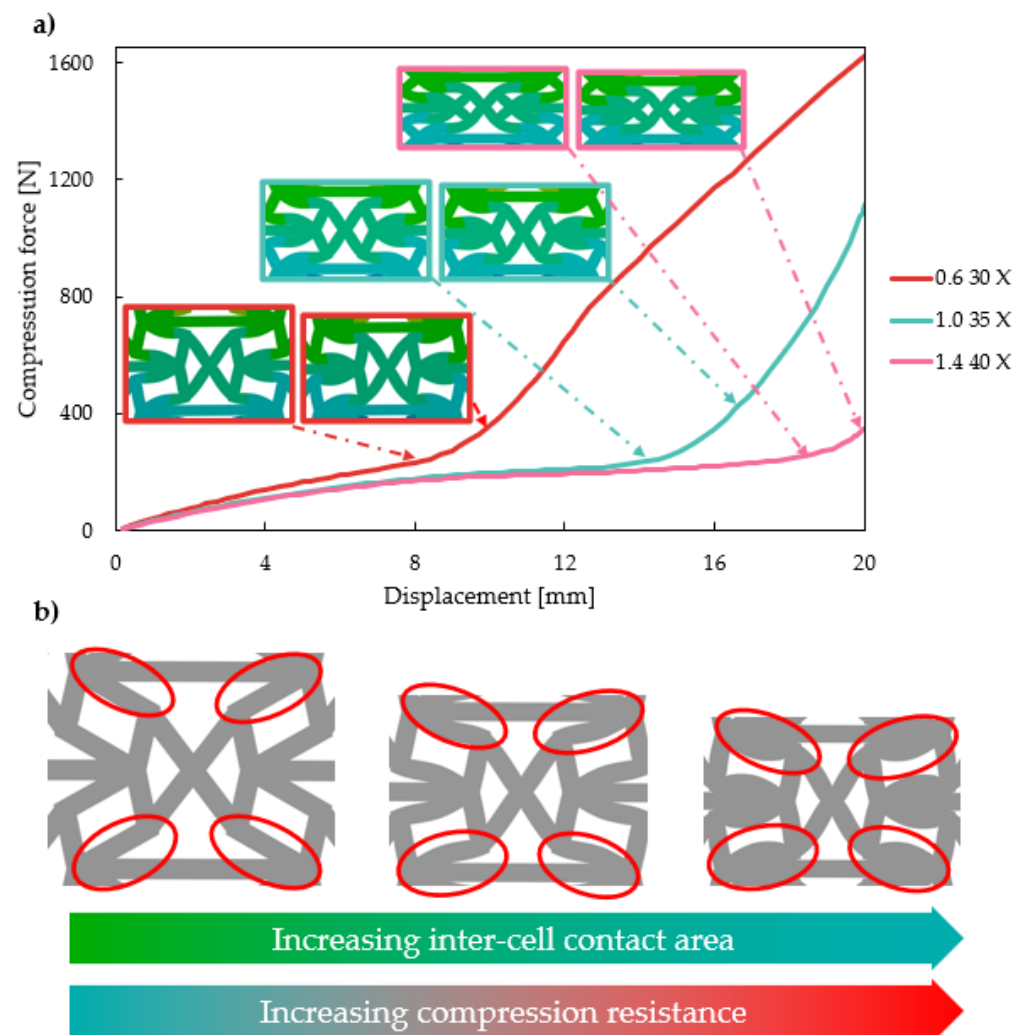 a)
1600
1200
800
400
0
Compressuion force [N]
0 4 8 12 16 20
Displacement [mm]
0.6 30 X
1.0 35 X
1.4 40 X
b)
Increasing inter-cell contact area
Increasing compression resistance